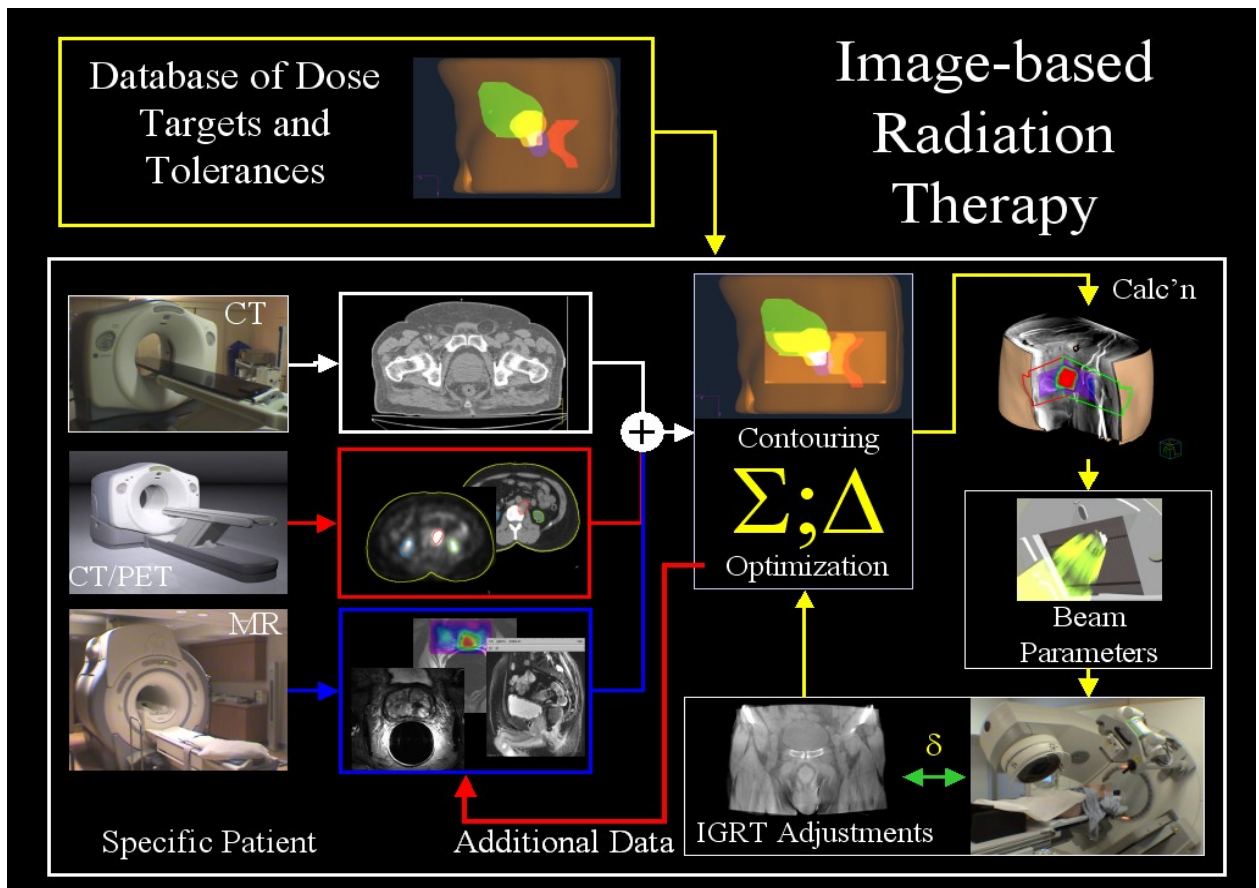 Database of Dose
Targets and
Tolerances
Image-based
Radiation
Therapy
CT
CT/PET
MR
Specific Patient
+
Contouring
Σ;Δ
Optimization
Additional Data
Calc’n
Beam
Parameters
δ
IGRT Adjustments